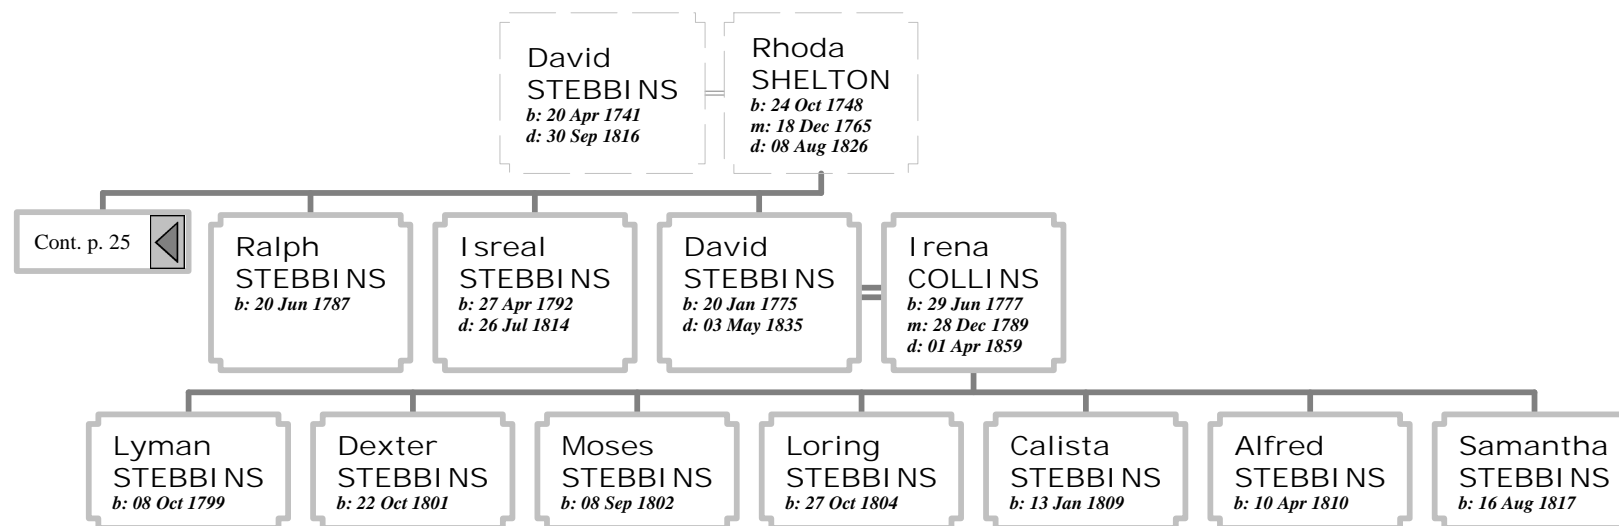 David
STEBBINS
b: 20 Apr 1741
d: 30 Sep 1816
Rhoda
SHELTON
b: 24 Oct 1748
m: 18 Dec 1765
d: 08 Aug 1826
Cont. p. 25
Ralph
STEBBINS
b: 20 Jun 1787
Isreal
STEBBINS
b: 27 Apr 1792
d: 26 Jul 1814
David
STEBBINS
b: 20 Jan 1775
d: 03 May 1835
Irena
COLLINS
b: 29 Jun 1777
m: 28 Dec 1789
d: 01 Apr 1859
Lyman
STEBBINS
b: 08 Oct 1799
Dexter
STEBBINS
b: 22 Oct 1801
Moses
STEBBINS
b: 08 Sep 1802
Loring
STEBBINS
b: 27 Oct 1804
Calista
STEBBINS
b: 13 Jan 1809
Alfred
STEBBINS
b: 10 Apr 1810
Samantha
STEBBINS
b: 16 Aug 1817